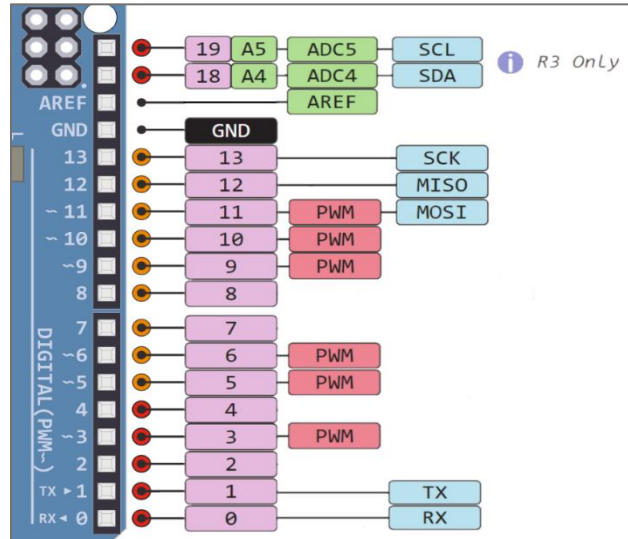 19 A5 ADC5 SCL
i R3 Only
18 A4 ADC4 SDA
AREF AREF
GND GND
L
13 13 SCK
12 12 MISO
~11 11 PWM MOSI
~10 10 PWM
~9 9 PWM
8 8
7 7
~6 6 PWM
~5 5 PWM
4 4
~3 3 PWM
2 2
TX ▸ 1 1 TX
RX ◂ 0 0 RX
DIGITAL(PWM~)